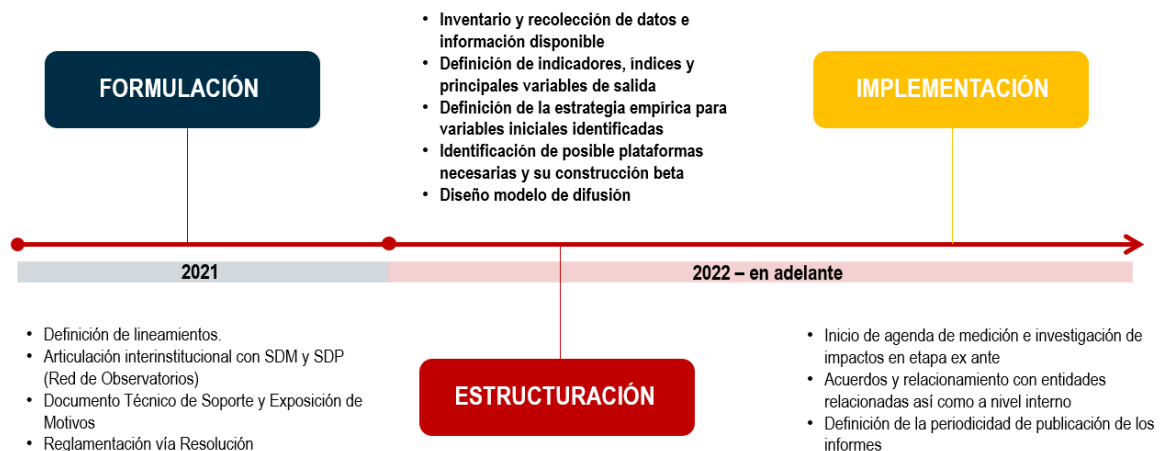 • Inventario y recolección de datos e
información disponible
• Definición de indicadores, índices y
principales variables de salida
• Definición de la estrategia empírica para
variables iniciales identificadas
• Identificación de posible plataformas
necesarias y su construcción beta
• Diseño modelo de difusión
FORMULACIÓN
IMPLEMENTACIÓN
2021
2022 – en adelante
• Definición de lineamientos.
• Articulación interinstitucional con SDM y SDP
(Red de Observatorios)
• Documento Técnico de Soporte y Exposición de
Motivos
• Reglamentación vía Resolución
ESTRUCTURACIÓN
• Inicio de agenda de medición e investigación de
impactos en etapa ex ante
• Acuerdos y relacionamiento con entidades
relacionadas así como a nivel interno
• Definición de la periodicidad de publicación de los
informes